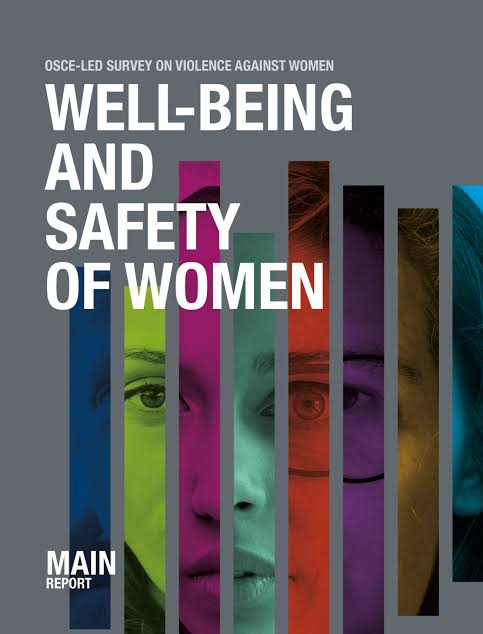 OSCE-LED SURVEY ON VIOLENCE AGAINST WOMEN
WELL-BEING
AND
SAFETY
OF WOMEN
MAIN
REPORT